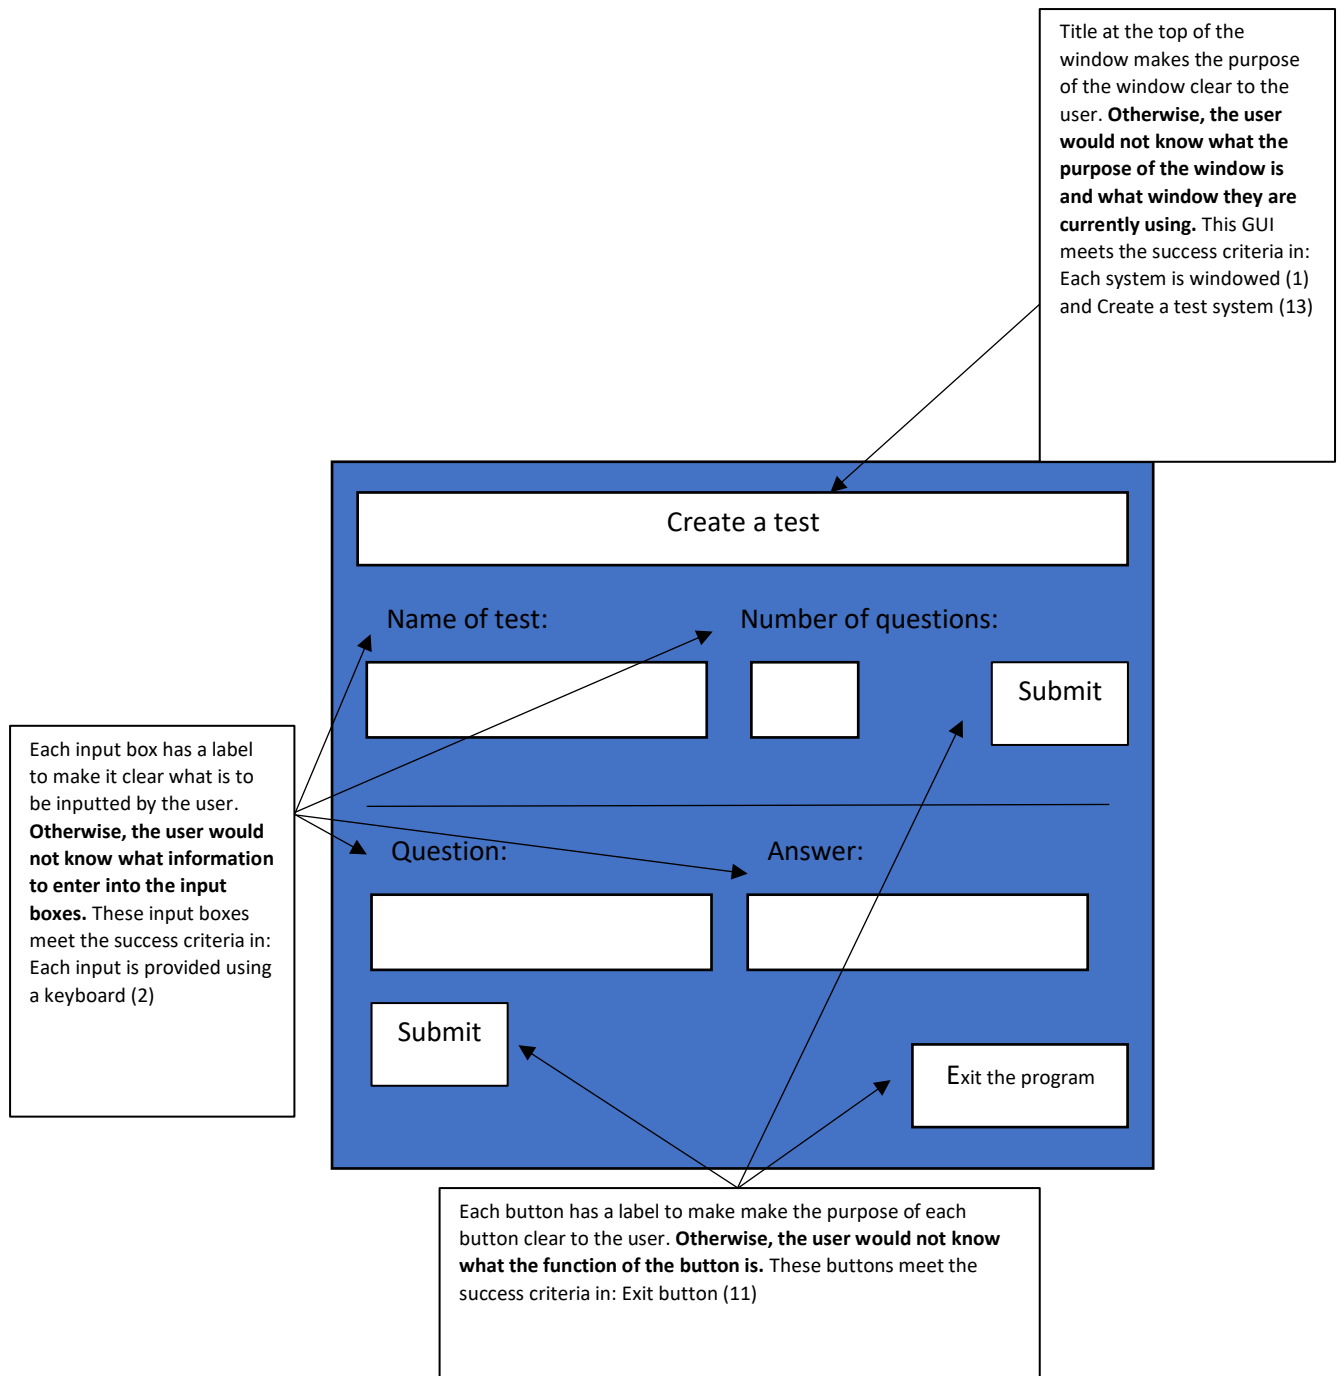 Title at the top of the
window makes the purpose
of the window clear to the
user. Otherwise, the user
would not know what the
purpose of the window is
and what window they are
currently using. This GUI
meets the success criteria in:
Each system is windowed (1)
and Create a test system (13)
Create a test
Name of test:
Number of questions:
Submit
Each input box has a label
to make it clear what is to
be inputted by the user.
Otherwise, the user would
not know what information
to enter into the input
boxes. These input boxes
meet the success criteria in:
Each input is provided using
a keyboard (2)
Question:
Answer:
Submit
Exit the program
Each button has a label to make make the purpose of each
button clear to the user. Otherwise, the user would not know
what the function of the button is. These buttons meet the
success criteria in: Exit button (11)